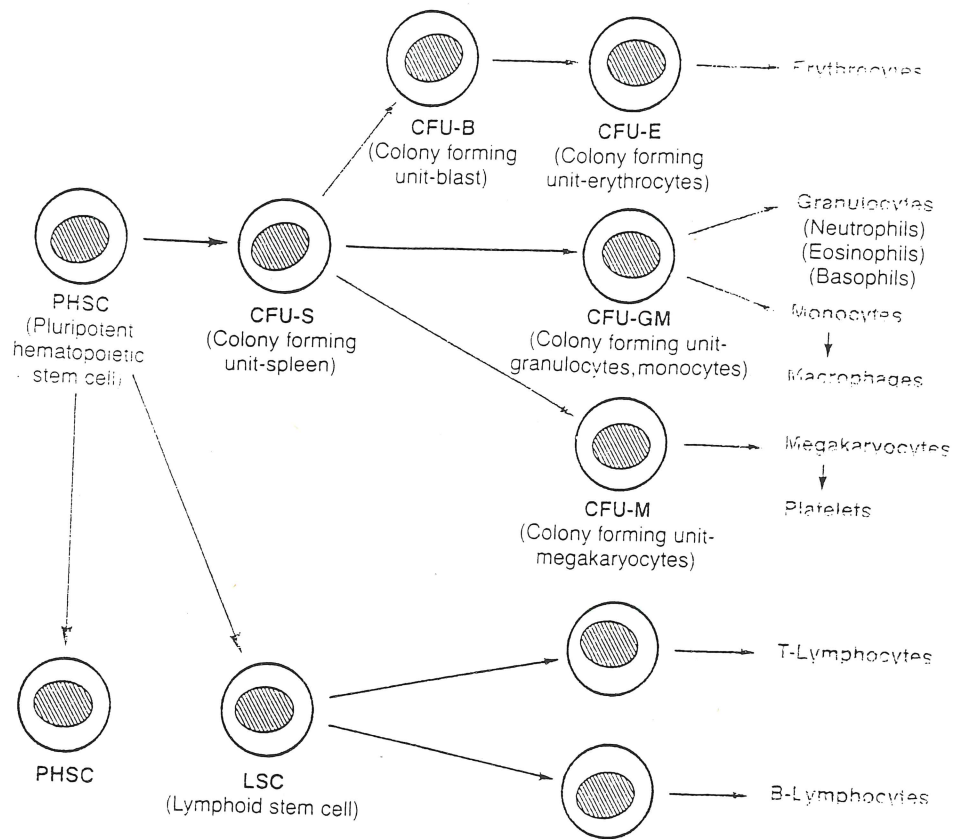 Erythrocytes
CFU-B
(Colony forming
unit-blast)
CFU-E
(Colony forming
unit-erythrocytes)
PHSC
(Pluripotent
hematopoietic
stem cell)
CFU-S
(Colony forming
unit-spleen)
CFU-GM
(Colony forming unit-
granulocytes, monocytes)
Granulocytes
(Neutrophils)
(Eosinophils)
(Basophils)
Monocytes
Macrophages
CFU-M
(Colony forming unit-
megakaryocytes)
Megakaryocytes
Platelets
PHSC
LSC
(Lymphoid stem cell)
T-Lymphocytes
B-Lymphocytes